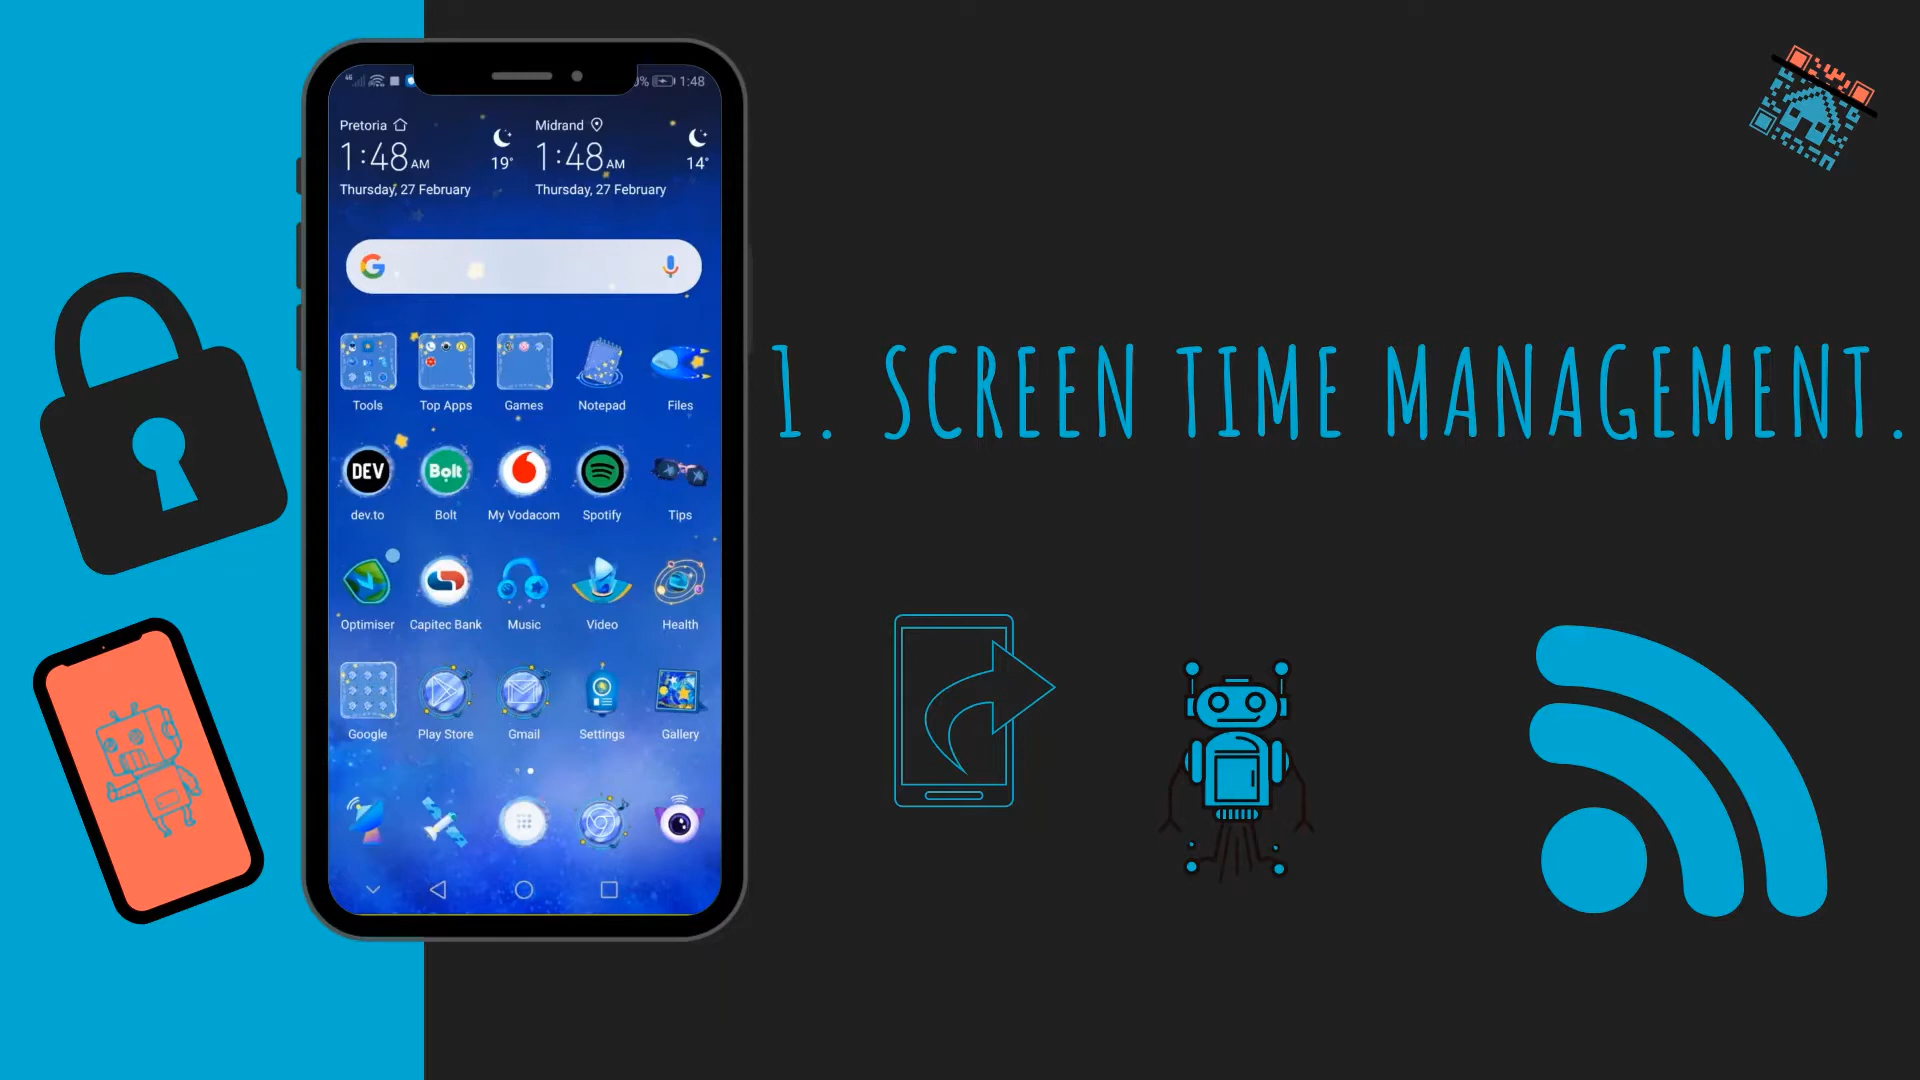 4G
% 1:48
Pretoria Midrand
1:48 AM 19° 1:48 AM 14°
Thursday, 27 February Thursday, 27 February
G
Tools Top Apps Games Notepad Files
DEV Bolt
dev.to Bolt My Vodacom Spotify Tips
Optimiser Capitec Bank Music Video Health
Google Play Store Gmail Settings Gallery
1. SCREEN TIME MANAGEMENT.